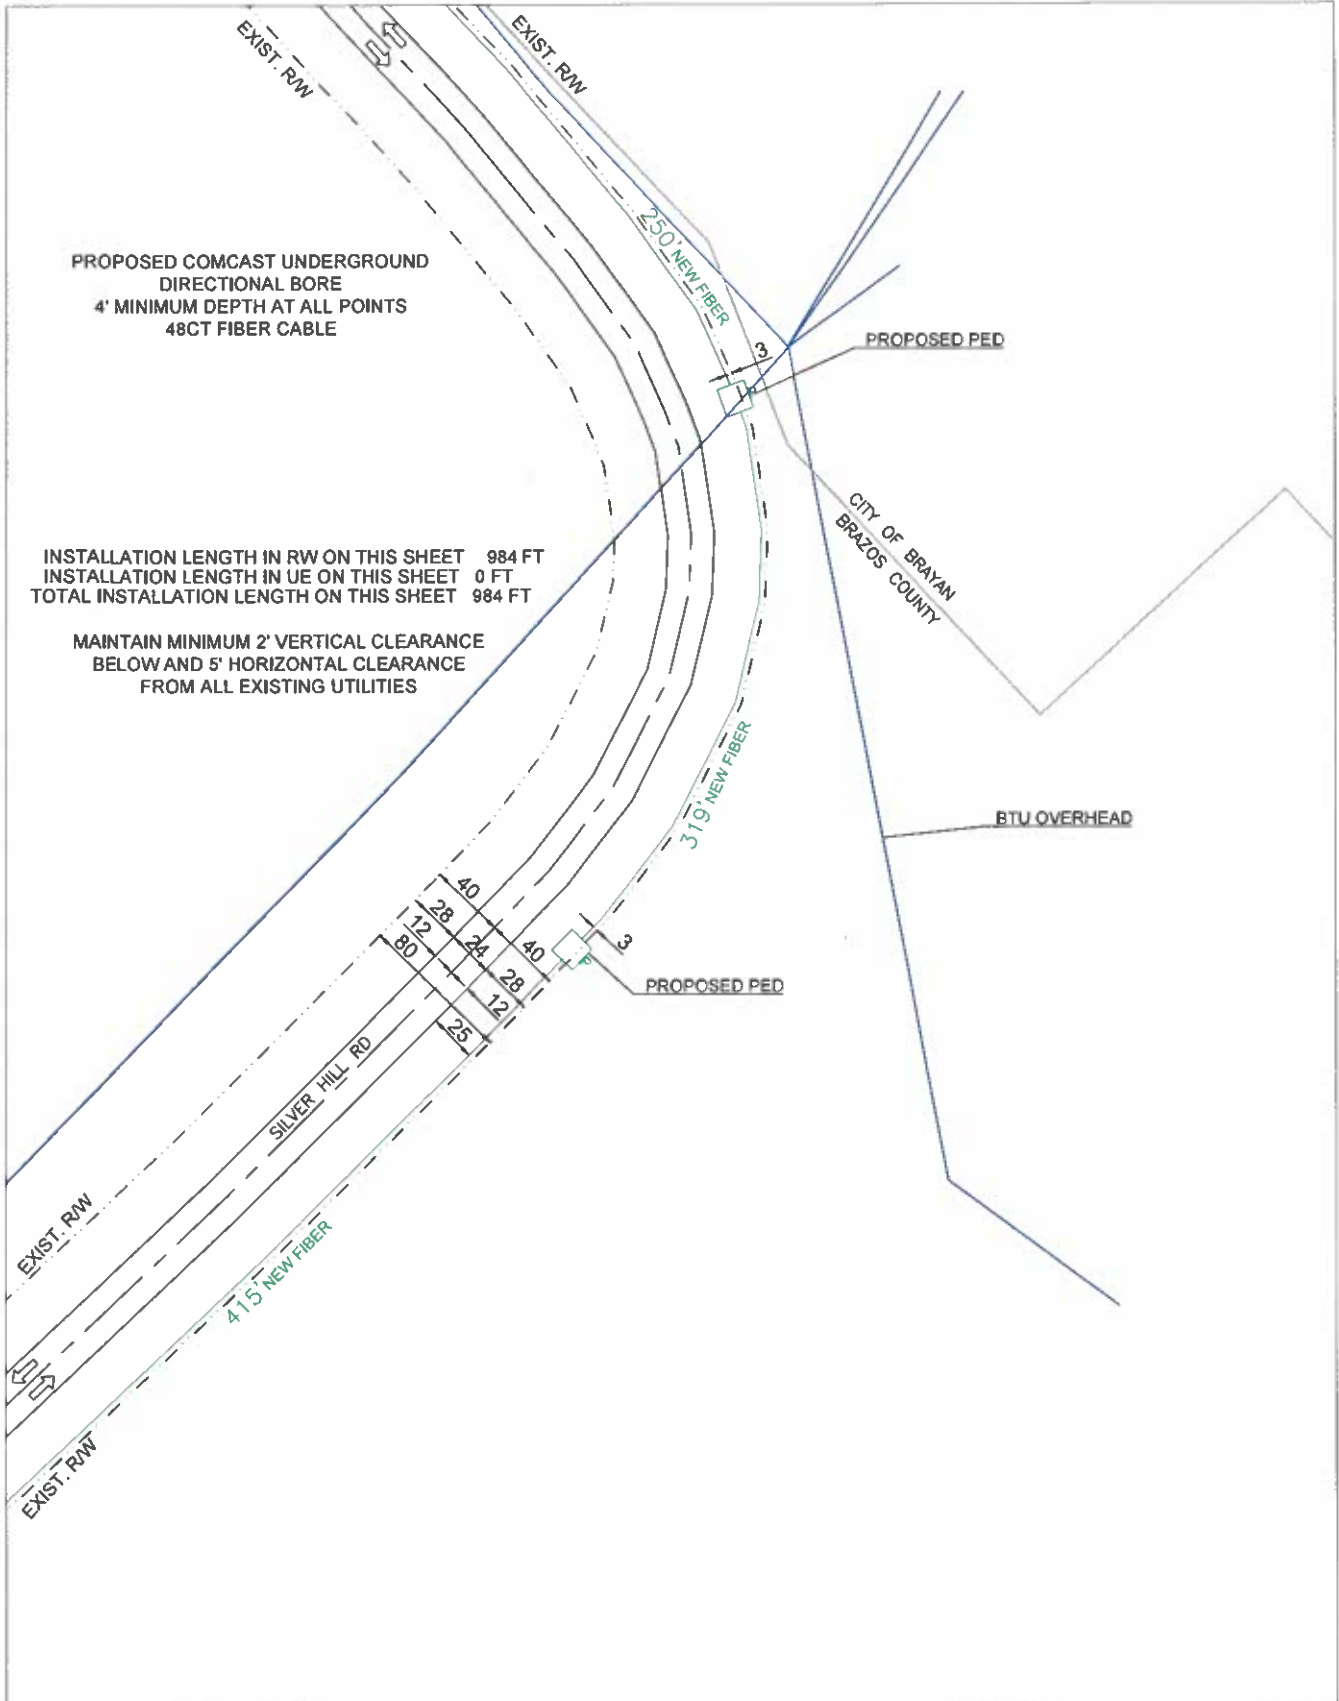 EXIST. R/W
EXIST. R/W
250' NEW FIBER
PROPOSED COMCAST UNDERGROUND
DIRECTIONAL BORE
4' MINIMUM DEPTH AT ALL POINTS
48CT FIBER CABLE
3
PROPOSED PED
CITY OF BRAYAN
BRAZOS COUNTY
INSTALLATION LENGTH IN RW ON THIS SHEET 984 FT
INSTALLATION LENGTH IN UE ON THIS SHEET 0 FT
TOTAL INSTALLATION LENGTH ON THIS SHEET 984 FT
MAINTAIN MINIMUM 2' VERTICAL CLEARANCE
BELOW AND 5' HORIZONTAL CLEARANCE
FROM ALL EXISTING UTILITIES
319' NEW FIBER
BTU OVERHEAD
40
28
12
80
24
40
28
12
25
3
PROPOSED PED
SILVER HILL RD
EXIST. R/W
415' NEW FIBER
EXIST. R/W